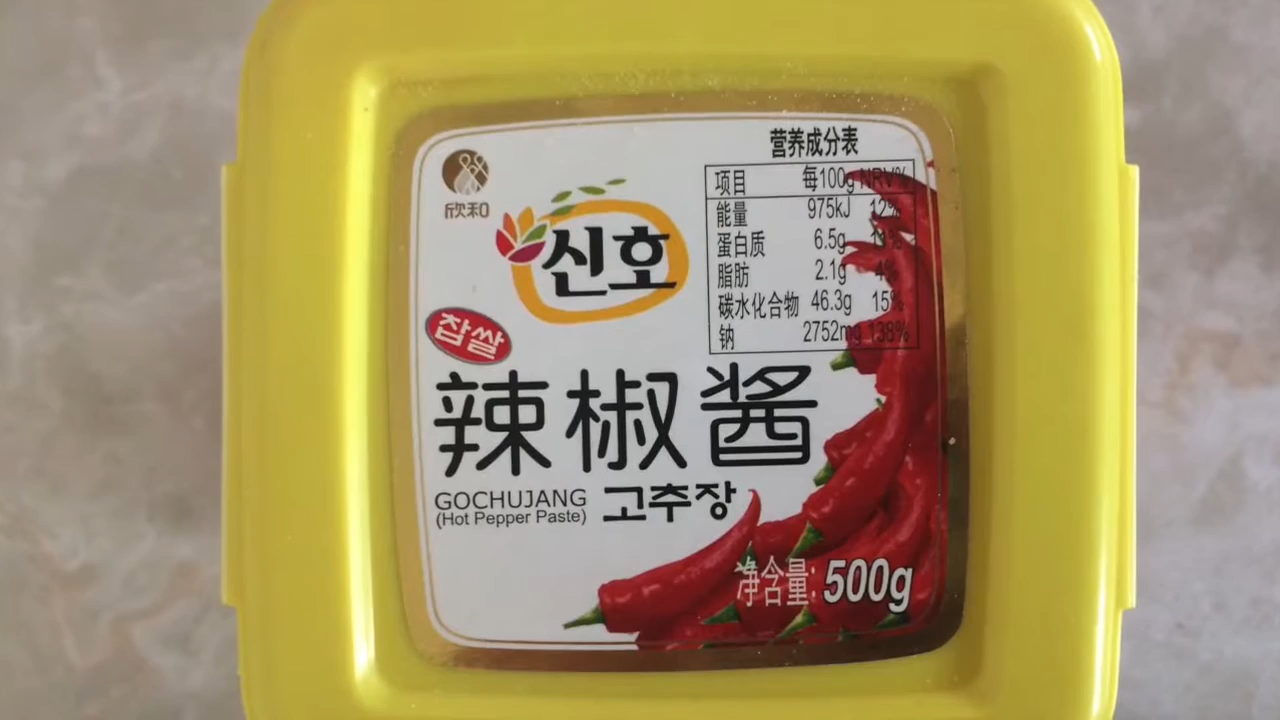 欣和
신호
찹쌀
辣椒酱
GOCHUJANG
(Hot Pepper Paste)
고추장
营养成分表
项目 每100g NRV%
能量 975kJ 12%
蛋白质 6.5g 11%
脂肪 2.1g 4%
碳水化合物 46.3g 15%
钠 2752mg 138%
净含量: 500g